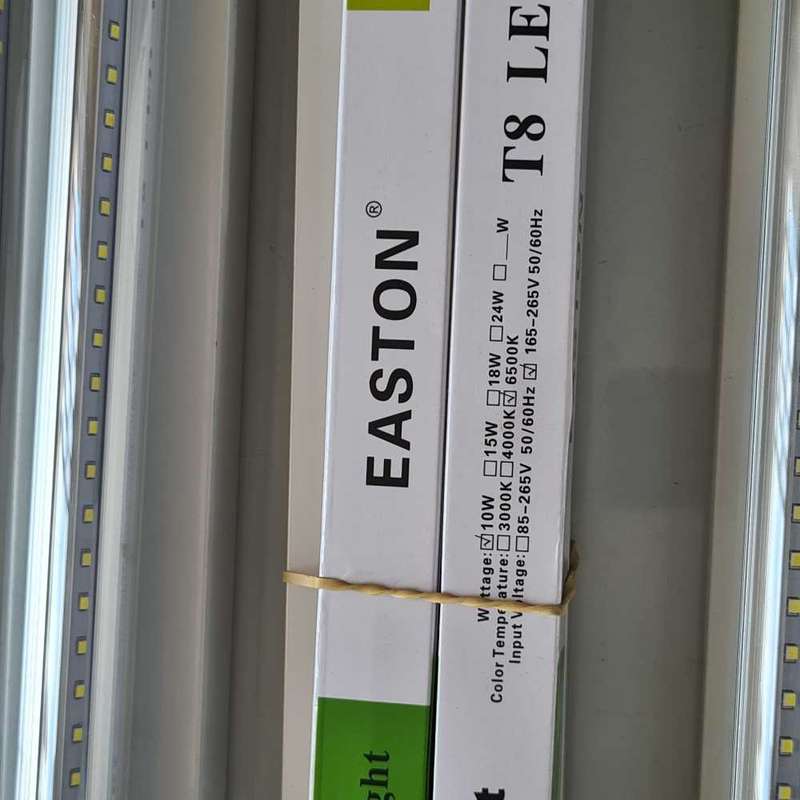 EASTON®
T8 LE
Wattage:☑10W ☐15W ☐18W ☐24W ☐__W
Color Temperature:☐3000K☐4000K☑6500K
Input Voltage:☐85-265V 50/60Hz ☑165-265V 50/60Hz
ght
t